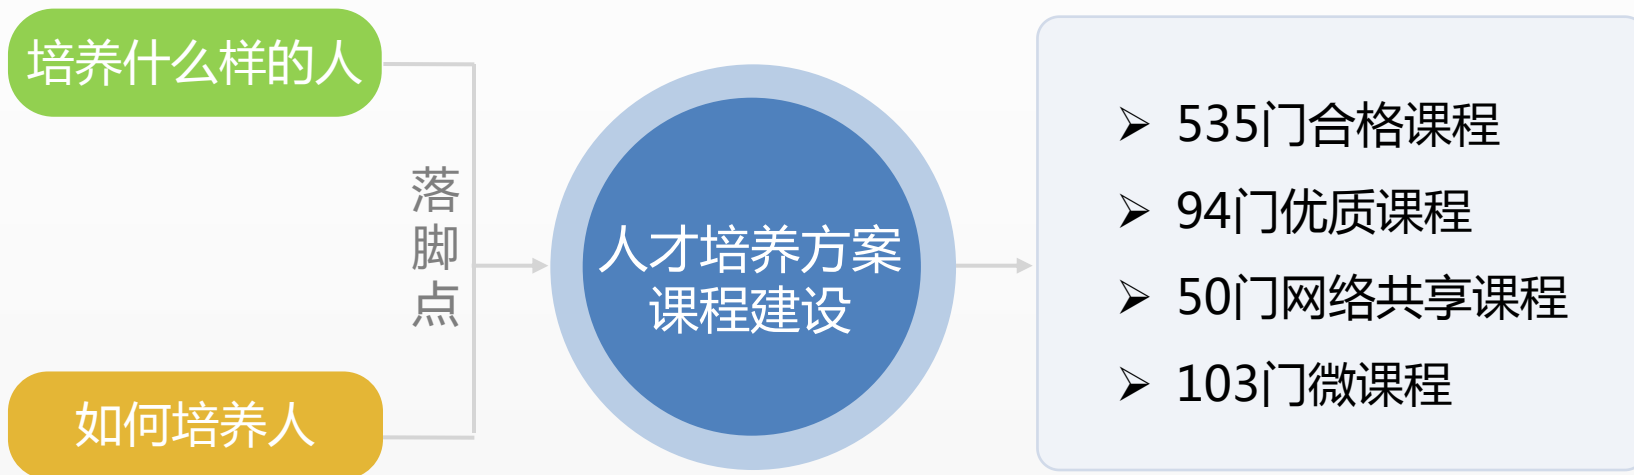 培养什么样的人
落脚点
如何培养人
人才培养方案
课程建设
535门合格课程
94门优质课程
50门网络共享课程
103门微课程